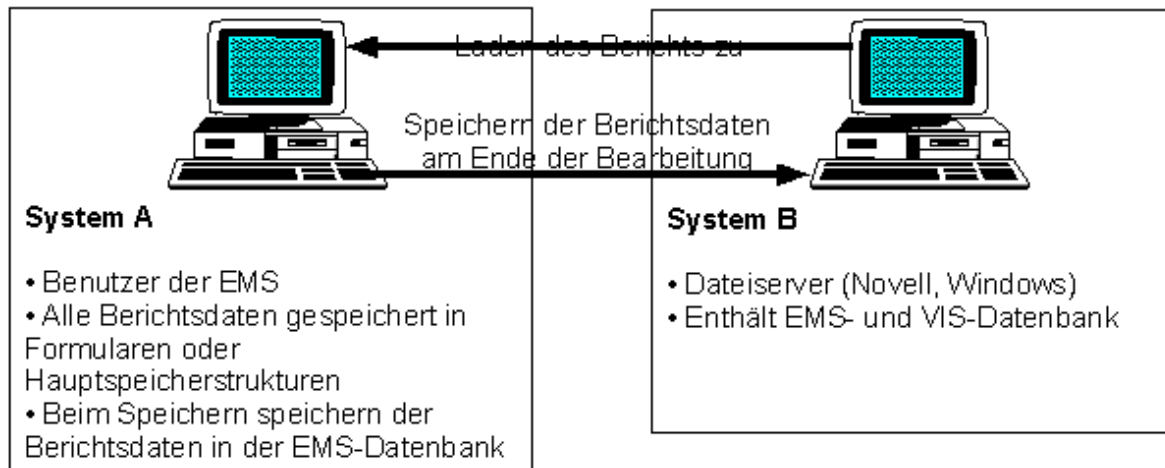 Laden des Berichts zu
Speichern der Berichtsdaten
am Ende der Bearbeitung
System A
• Benutzer der EMS
• Alle Berichtsdaten gespeichert in
Formularen oder
Hauptspeicherstrukturen
• Beim Speichern speichern der
Berichtsdaten in der EMS-Datenbank
System B
• Dateiserver (Novell, Windows)
• Enthält EMS- und VIS-Datenbank